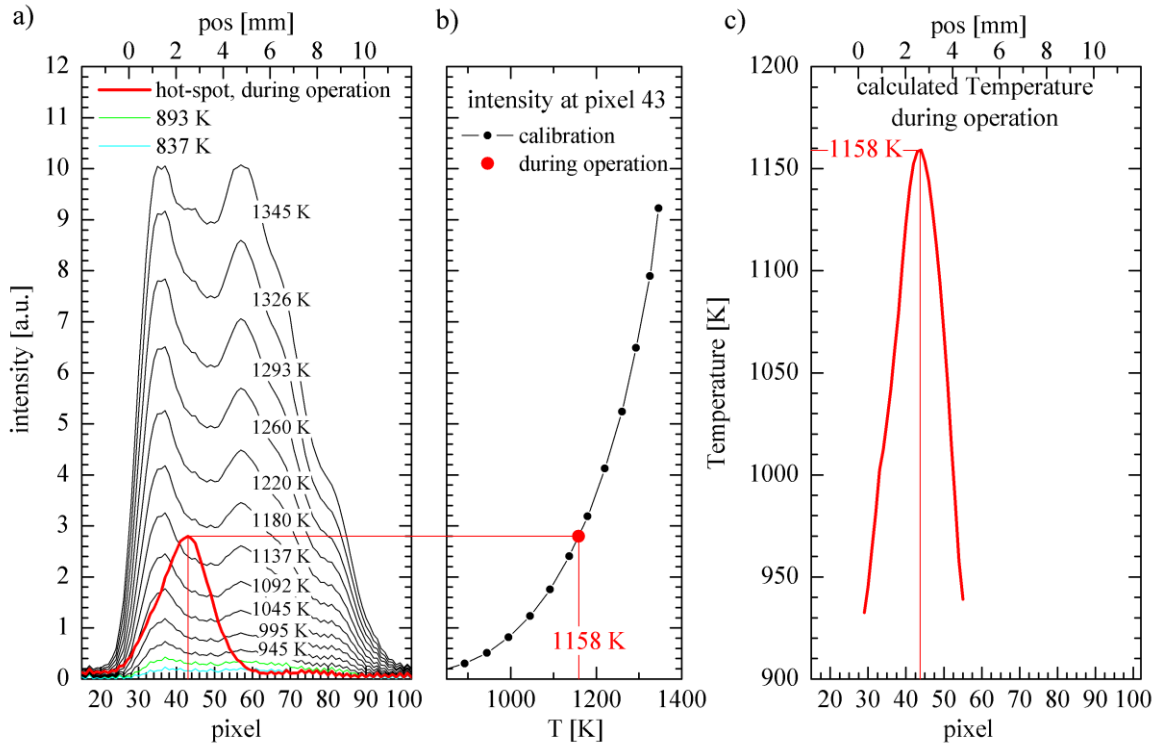 a)
pos [mm]
0 2 4 6 8 10
12
11
10
9
8
7
6
5
4
3
2
1
0
intensity [a.u.]
hot-spot, during operation
893 K
837 K
1345 K
1326 K
1293 K
1260 K
1220 K
1180 K
1137 K
1092 K
1045 K
995 K
945 K
20 30 40 50 60 70 80 90 100
pixel
b)
intensity at pixel 43
calibration
during operation
1158 K
1000 1200 1400
T [K]
c)
pos [mm]
0 2 4 6 8 10
calculated Temperature
during operation
1200
1150
1100
1050
1000
950
900
Temperature [K]
1158 K
20 30 40 50 60 70 80 90 100
pixel